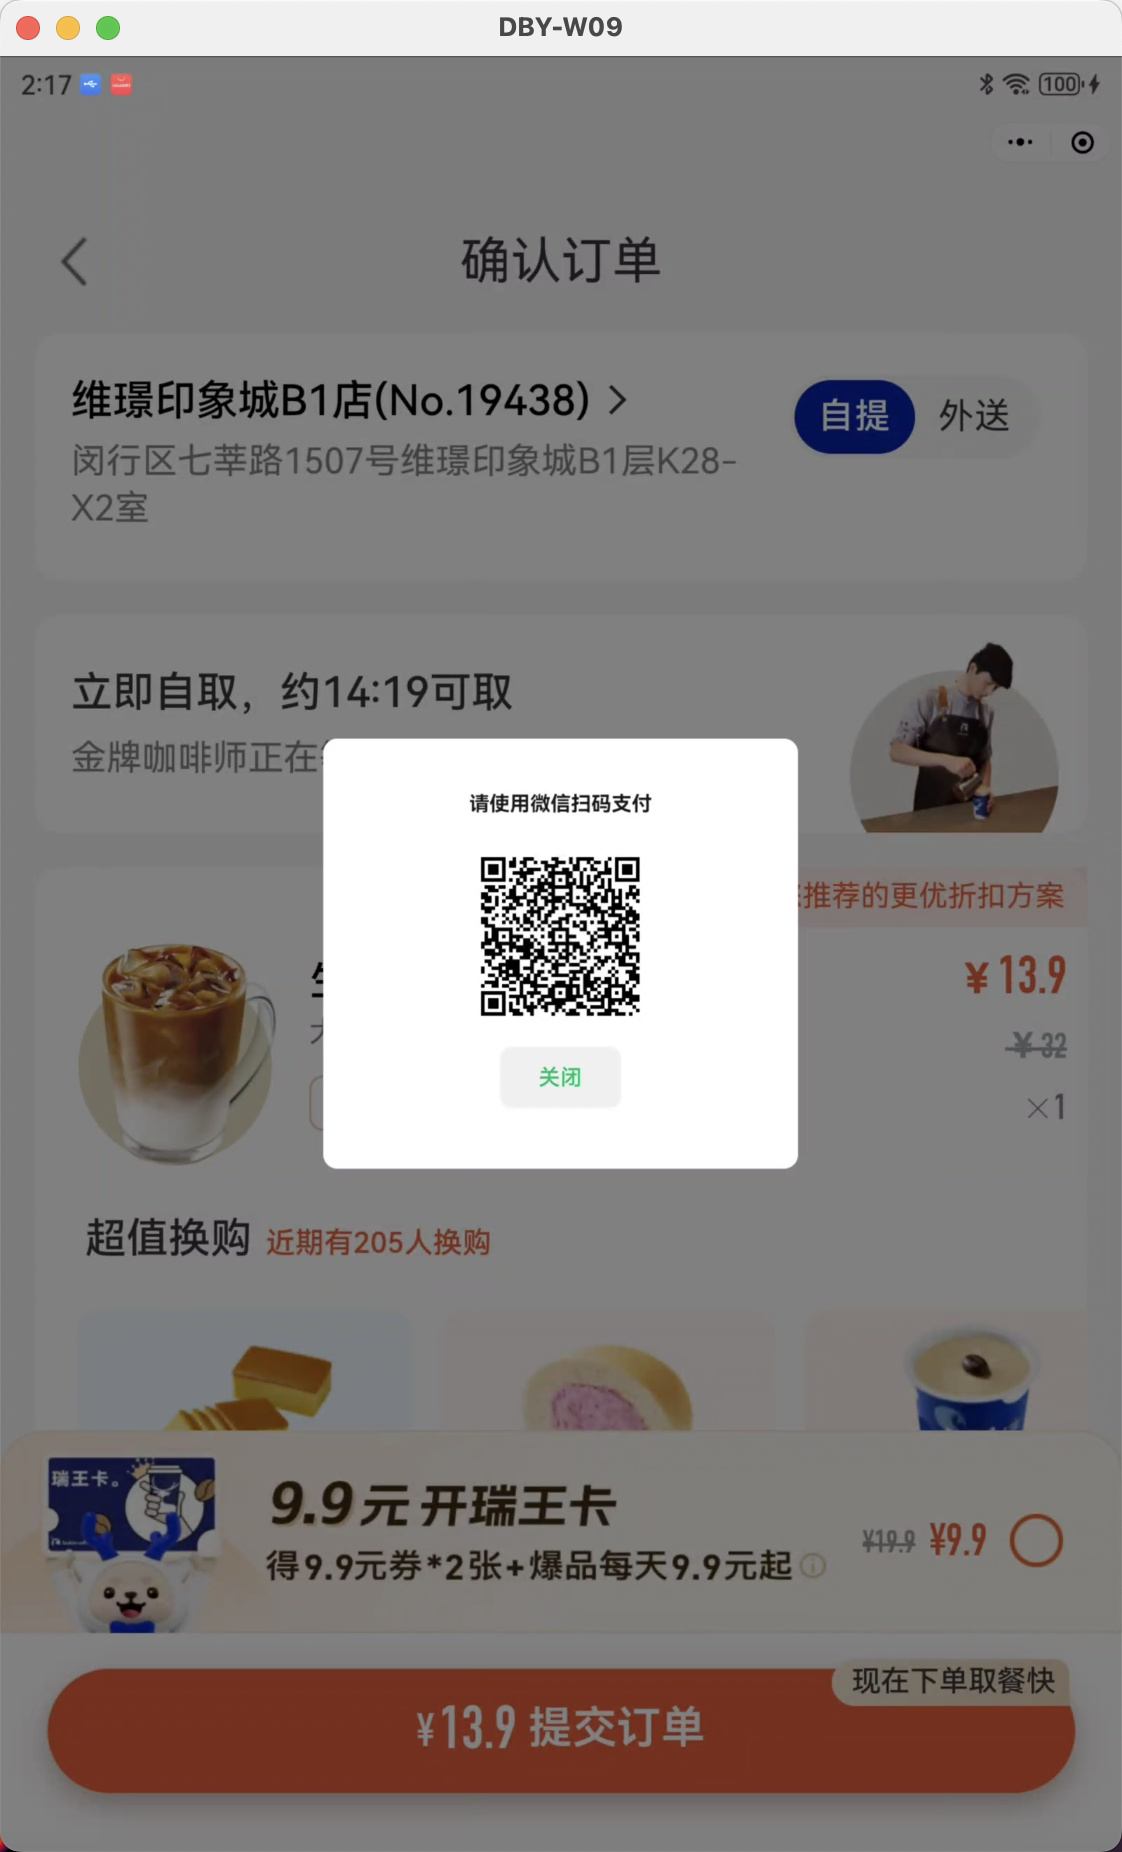 DBY-W09
2:17
100
确认订单
维璟印象城B1店(No.19438)
自提
外送
闵行区七莘路1507号维璟印象城B1层K28-
X2室
立即自取，约14:19可取
金牌咖啡师正在
请使用微信扫码支付
推荐的更优折扣方案
¥13.9
¥32
×1
关闭
超值换购 近期有205人换购
瑞王卡。
9.9元开瑞王卡
得9.9元券*2张+爆品每天9.9元起
¥19.9 ¥9.9
现在下单取餐快
¥13.9 提交订单